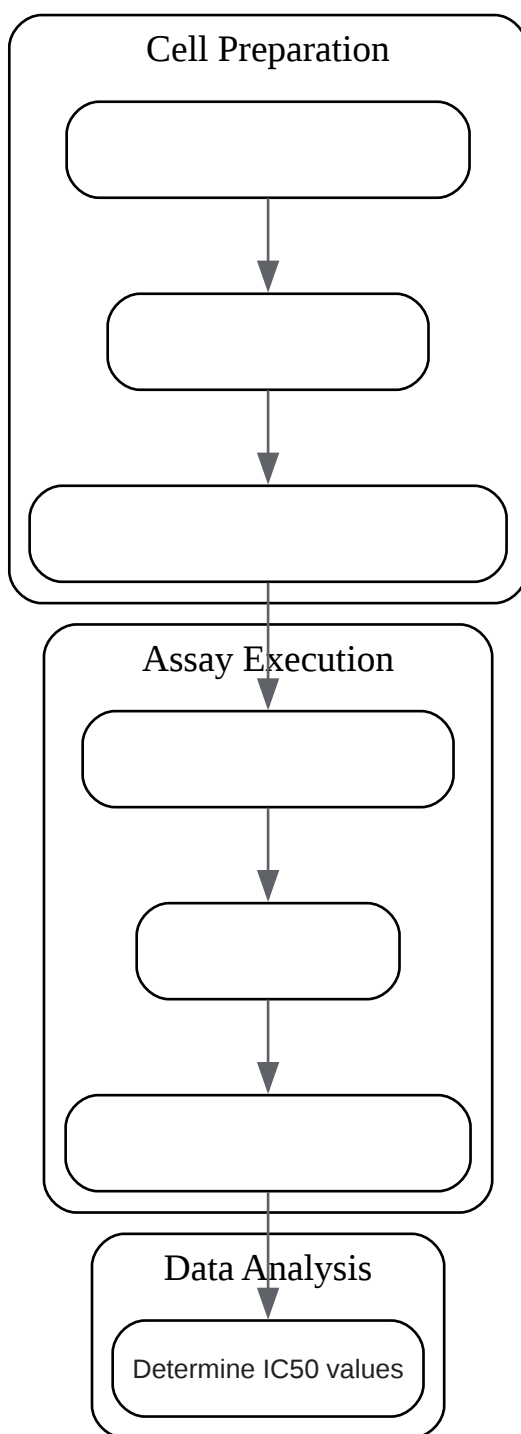 Cell Preparation
Assay Execution
Data Analysis
Determine IC50 values